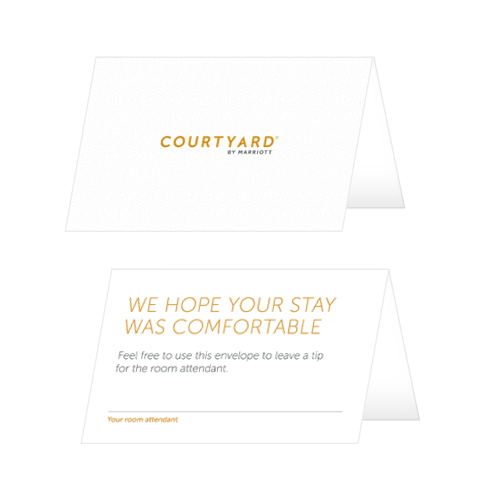 COURTYARD®
BY MARRIOTT
WE HOPE YOUR STAY
WAS COMFORTABLE
Feel free to use this envelope to leave a tip
for the room attendant.
Your room attendant